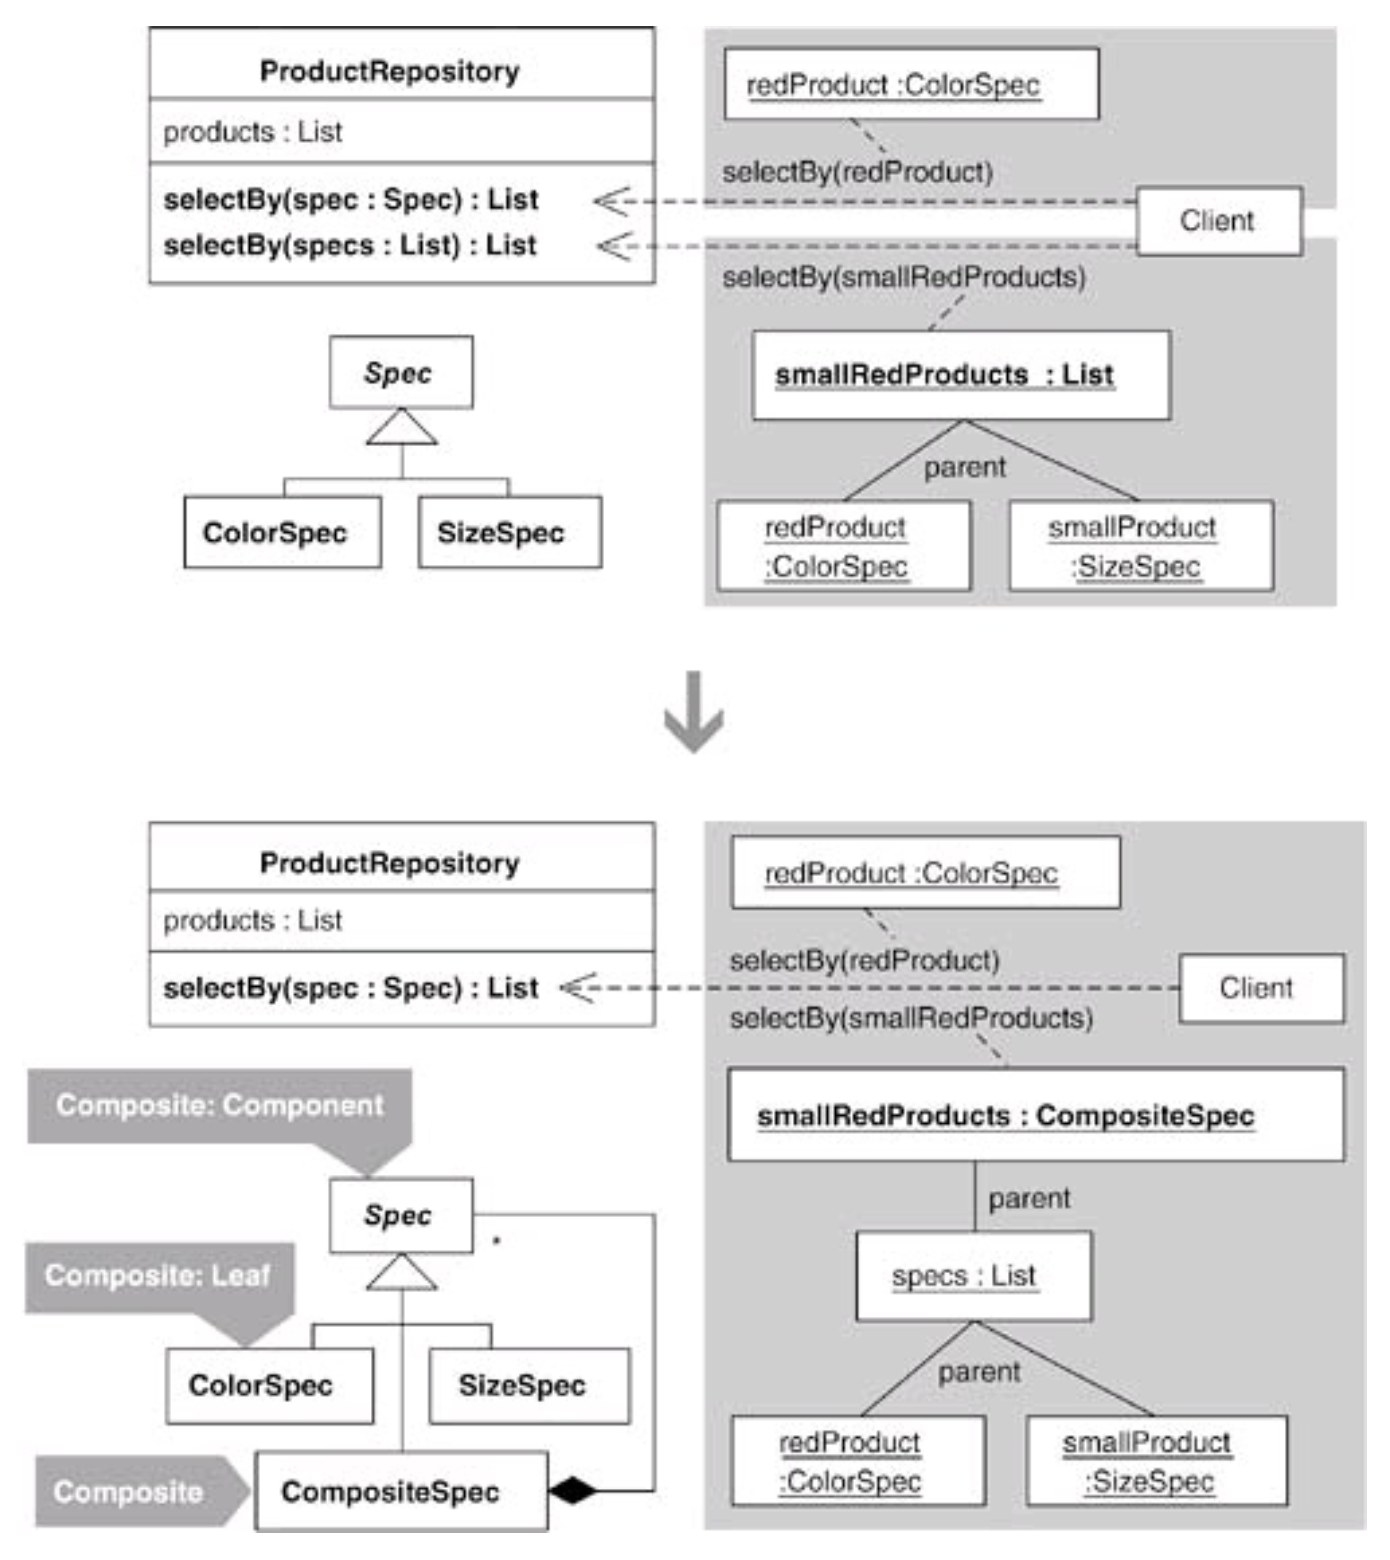 ProductRepository
products : List
selectBy(spec : Spec) : List
selectBy(specs : List) : List
redProduct :ColorSpec
selectBy(redProduct)
Client
selectBy(smallRedProducts)
smallRedProducts : List
parent
redProduct
:ColorSpec
smallProduct
:SizeSpec
Spec
ColorSpec
SizeSpec
ProductRepository
products : List
selectBy(spec : Spec) : List
redProduct :ColorSpec
selectBy(redProduct)
Client
selectBy(smallRedProducts)
smallRedProducts : CompositeSpec
parent
specs : List
parent
redProduct
:ColorSpec
smallProduct
:SizeSpec
Composite: Component
Spec
*
Composite: Leaf
ColorSpec
SizeSpec
Composite
CompositeSpec